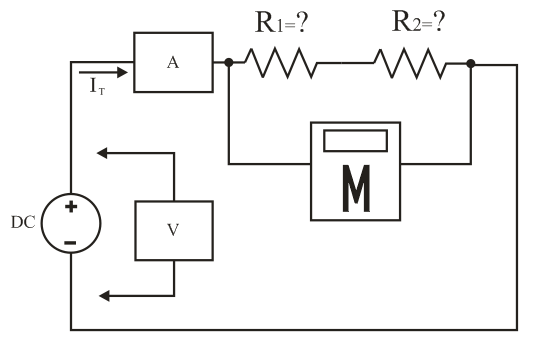 R1=? R2=?
A
IT
M
DC + −
V